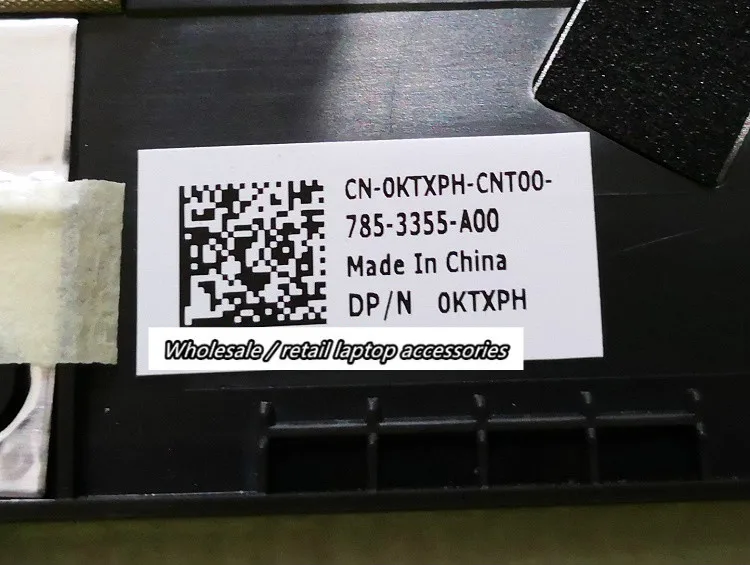 CN-0KTXPH-CNT00-
785-3355-A00
Made In China
DP/N 0KTXPH
Wholesale / retail laptop accessories